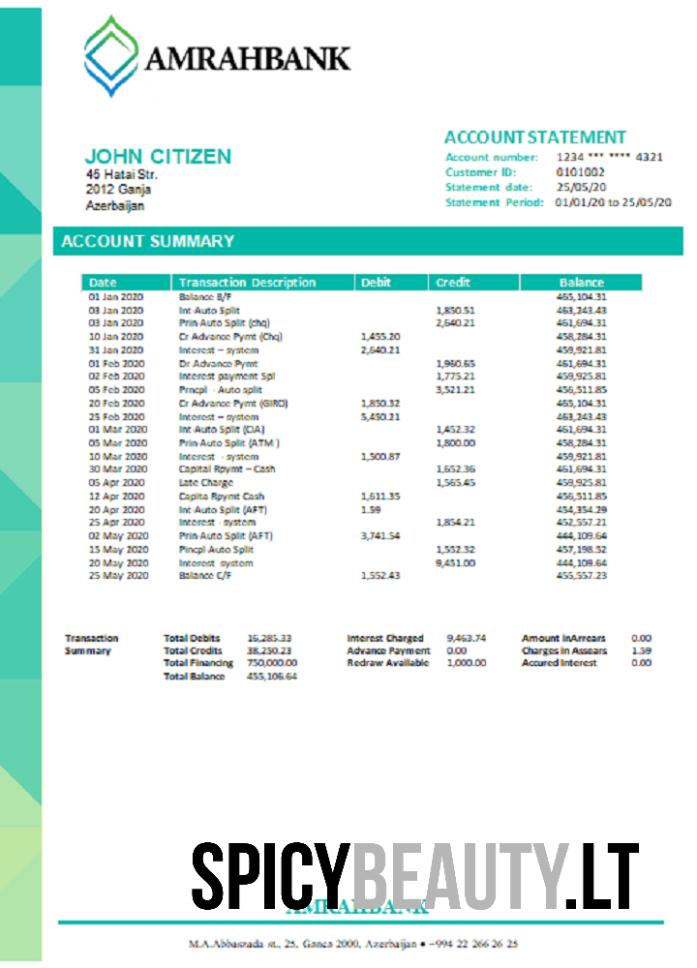 AMRAHBANK
ACCOUNT STATEMENT
JOHN CITIZEN
45 Hatai Str.
2012 Ganja
Azerbaijan
Account number: 1234 *** **** 4321
Customer ID: 0101002
Statement date: 25/05/20
Statement Period: 01/01/20 to 25/05/20
ACCOUNT SUMMARY
Date Transaction Description Debit Credit Balance
01 Jan 2020 Balance B/F 465,104.31
03 Jan 2020 Int-Auto Split 1,850.51 463,243.43
03 Jan 2020 Prin-Auto Split (chq) 2,640.21 461,694.31
10 Jan 2020 Cr Advance Pymt (Chq) 1,455.20 458,284.31
31 Jan 2020 Interest – system 2,640.21 459,921.81
01 Feb 2020 Dr Advance Pymt 1,960.65 461,694.31
02 Feb 2020 Interest payment Spl 1,775.21 459,925.81
05 Feb 2020 Prncpl - Auto split 3,521.21 456,511.85
20 Feb 2020 Cr Advance Pymt (GIRO) 1,850.32 465,104.31
25 Feb 2020 Interest – system 5,450.21 463,243.43
01 Mar 2020 Int-Auto Split (CIA) 1,452.32 461,694.31
05 Mar 2020 Prin-Auto Split (ATM ) 1,800.00 458,284.31
10 Mar 2020 Interest - system 1,500.87 459,921.81
30 Mar 2020 Capital Rpymt – Cash 1,652.36 461,694.31
05 Apr 2020 Late Charge 1,565.45 459,925.81
12 Apr 2020 Capita Rpymt Cash 1,611.35 456,511.85
20 Apr 2020 Int-Auto Split (AFT) 1.59 454,354.29
25 Apr 2020 Interest - system 1,854.21 452,557.21
02 May 2020 Prin-Auto Split (AFT) 3,741.54 444,109.64
15 May 2020 Pincpl-Auto Split 1,552.32 457,198.52
20 May 2020 Interest system 9,451.00 444,109.64
25 May 2020 Balance C/F 1,552.43 455,557.23
Transaction Summary
Total Debits 16,285.33 Interest Charged 9,463.74 Amount inArrears 0.00
Total Credits 38,250.23 Advance Payment 0.00 Charges in Assears 1.59
Total Financing 750,000.00 Redraw Available 1,000.00 Accured Interest 0.00
Total Balance 455,106.64
SPICYBEAUTY.LT
AMRAHBANK
M.A.Abbaszada st., 25, Ganca 2000, Azerbaijan • -994 22 266 26 25